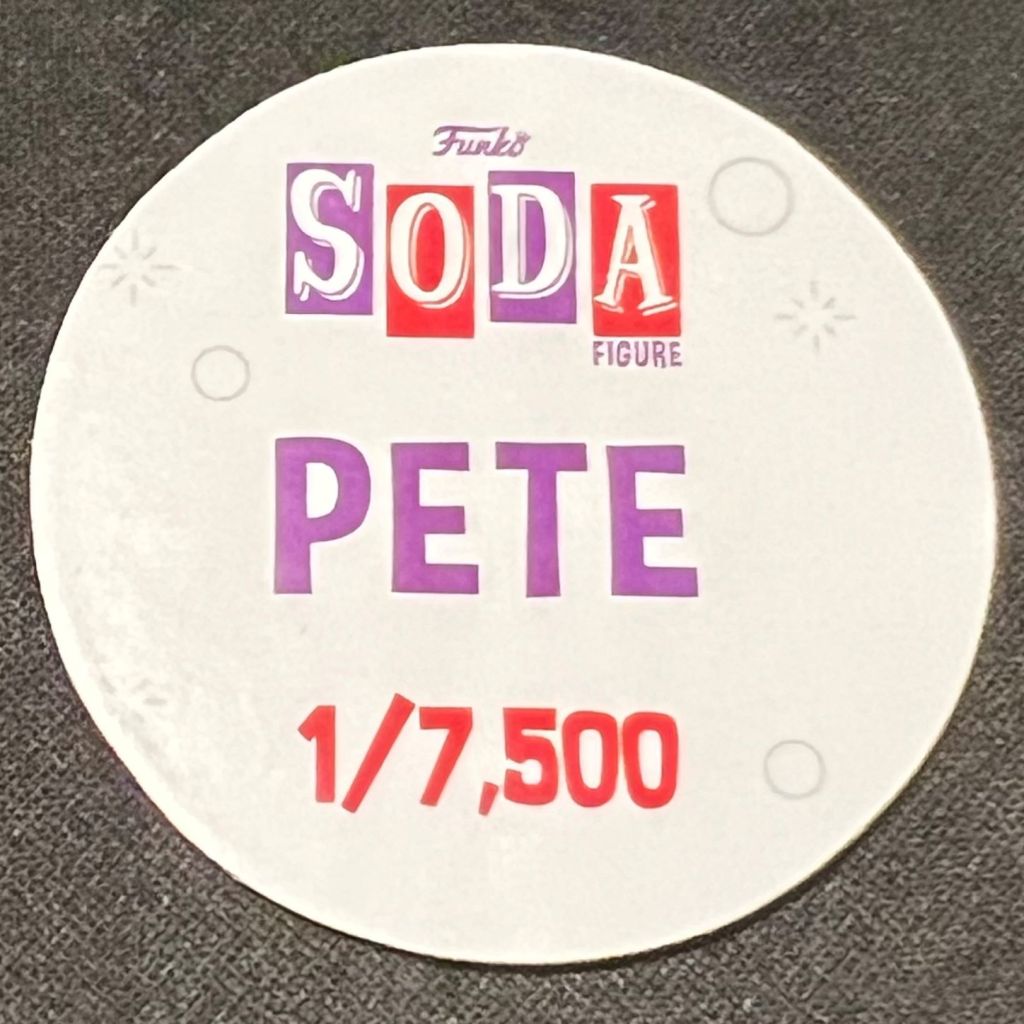 Funko
SODA
FIGURE
PETE
1/7,500